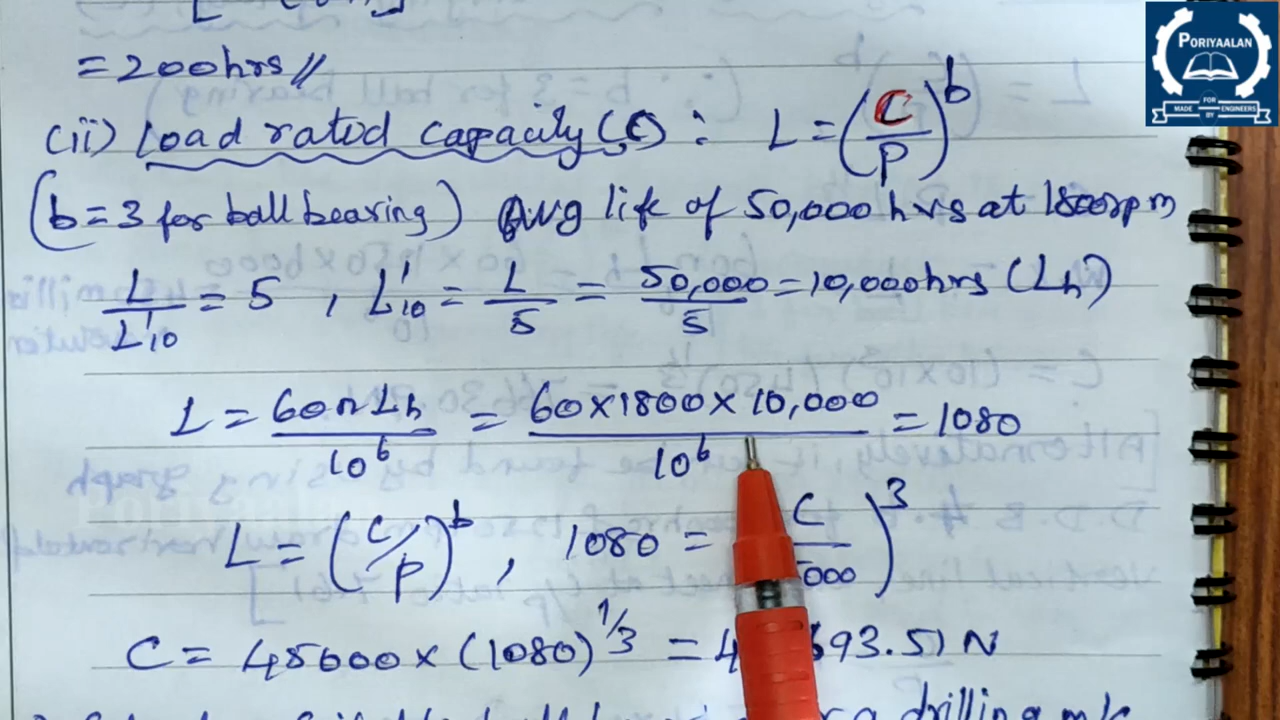 = 200hrs //
(ii) Load rated capacity (C) : L = (C/P)^b
(b = 3 for ball bearing) Avg life of 50,000 hrs at 1800rpm
L/L'10 = 5 , L'10 = L/5 = 50,000/5 = 10,000hrs (Lh)
L = 60nLh/10^6 = 60×1800×10,000/10^6 = 1080
L = (C/P)^b , 1080 = (C/000)^3
C = 45000 × (1080)^1/3 = 4 693.51 N
a drilling m/c
PORIYAALAN
MADE FOR ENGINEERS BY